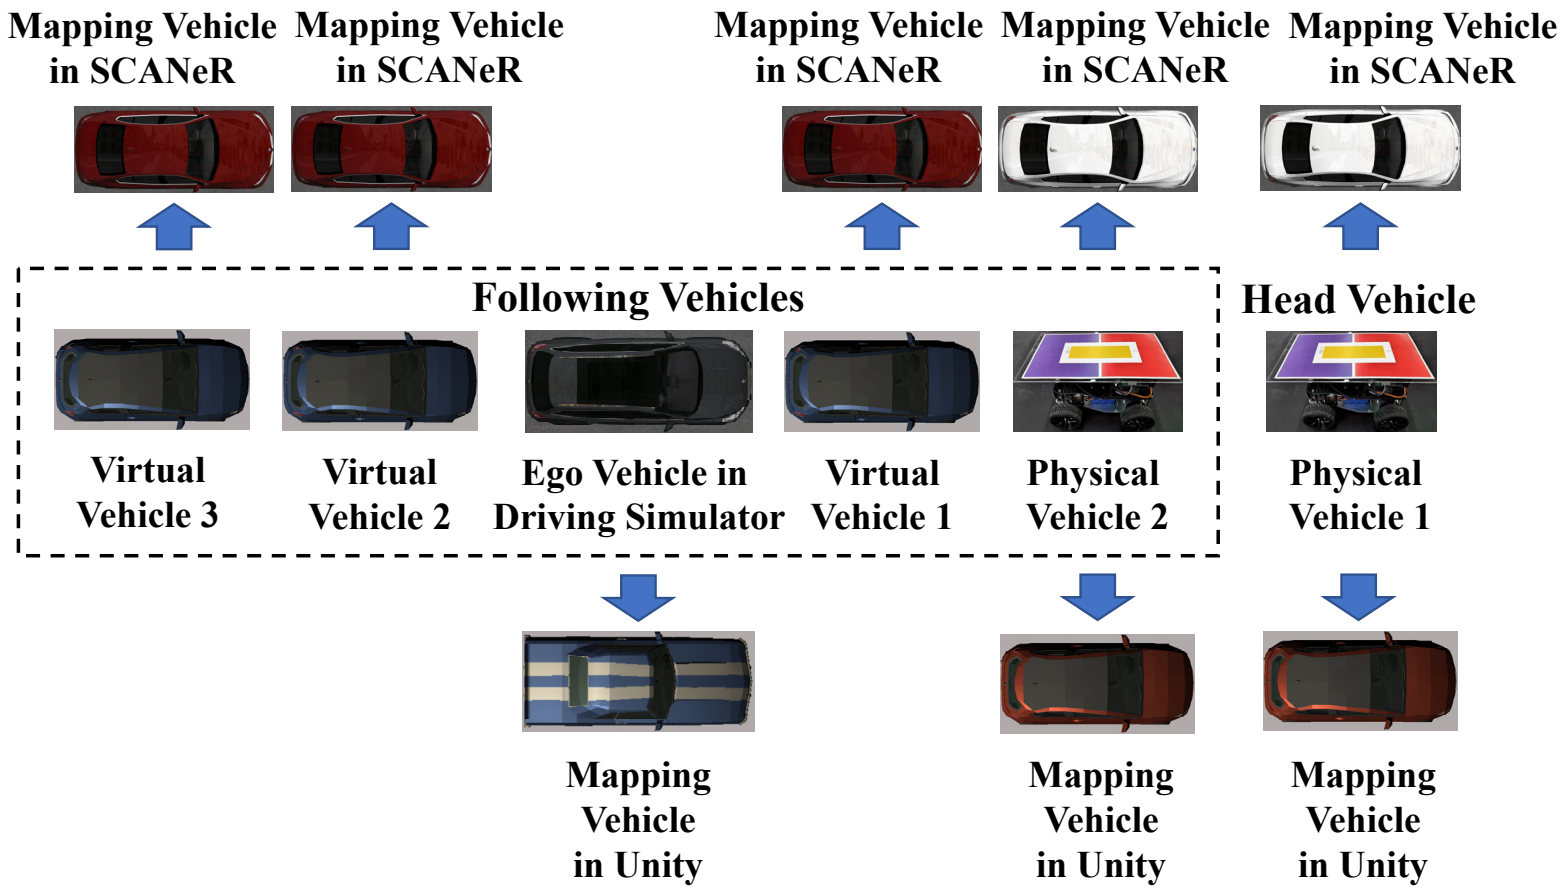 Mapping Vehicle
in SCANeR
Mapping Vehicle
in SCANeR
Mapping Vehicle
in SCANeR
Mapping Vehicle
in SCANeR
Mapping Vehicle
in SCANeR
Following Vehicles
Head Vehicle
Virtual
Vehicle 3
Virtual
Vehicle 2
Ego Vehicle in
Driving Simulator
Virtual
Vehicle 1
Physical
Vehicle 2
Physical
Vehicle 1
Mapping
Vehicle
in Unity
Mapping
Vehicle
in Unity
Mapping
Vehicle
in Unity